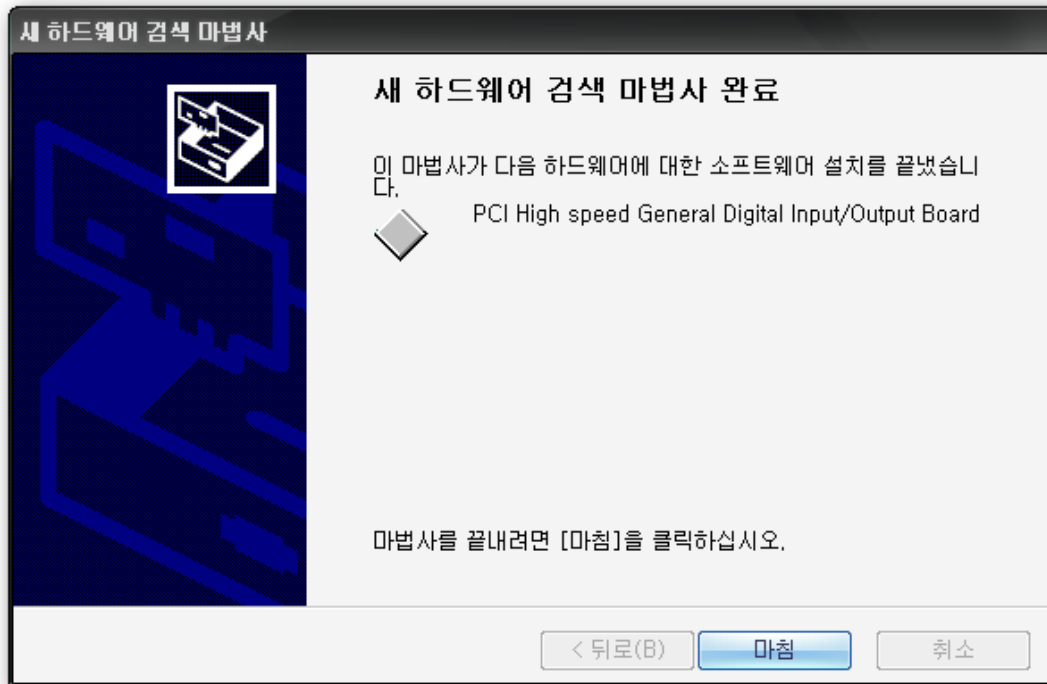 새 하드웨어 검색 마법사
새 하드웨어 검색 마법사 완료
이 마법사가 다음 하드웨어에 대한 소프트웨어 설치를 끝냈습니
다.
PCI High speed General Digital Input/Output Board
마법사를 끝내려면 [마침]을 클릭하십시오.
< 뒤로(B) 마침 취소